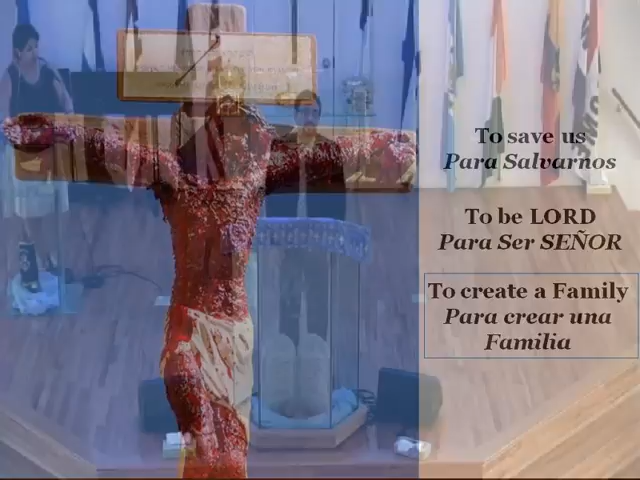 To save us
Para Salvarnos
To be LORD
Para Ser SEÑOR
To create a Family
Para crear una
Familia